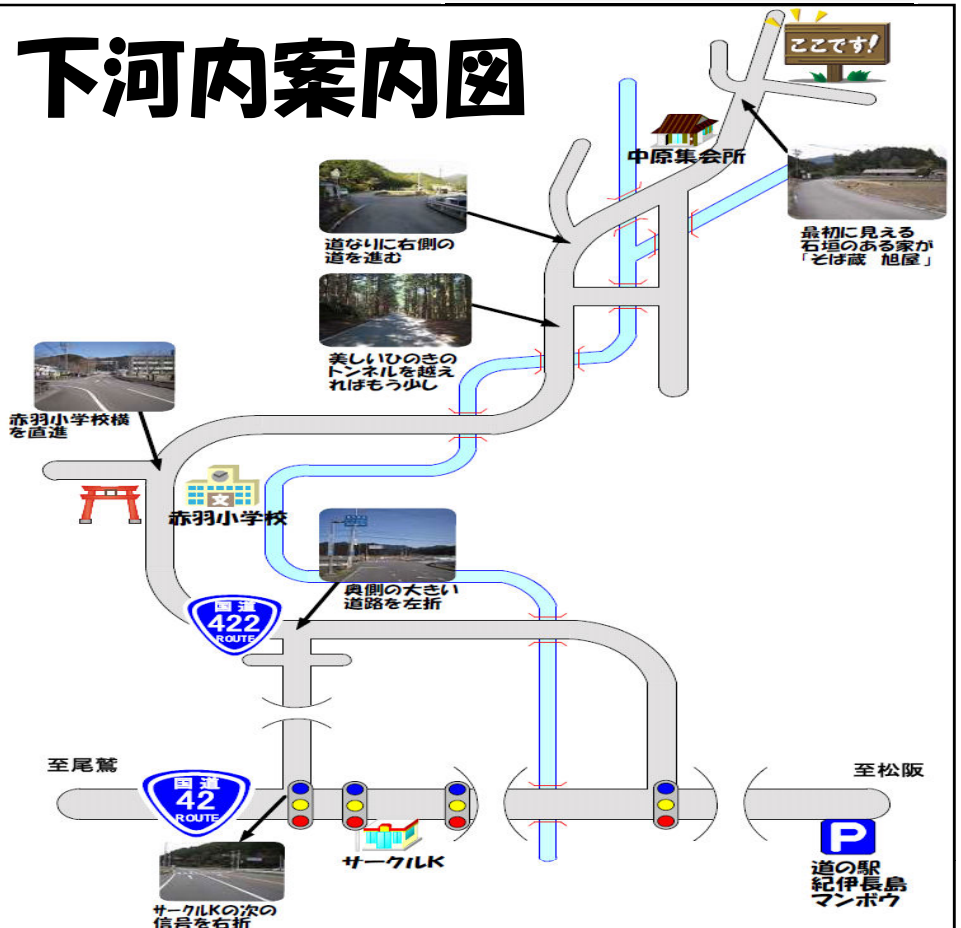 下河内案内図
ここです!
中原集会所
道なりに右側の
道を進む
最初に見える
石垣のある家が
「そば蔵 旭屋」
美しいひのきの
トンネルを越え
ればもう少し
赤羽小学校横
を直進
文
赤羽小学校
奥側の大きい
道路を左折
国道
422
ROUTE
至尾鷲
至松阪
国道
42
ROUTE
サークルK
P
道の駅
紀伊長島
マンボウ
サークルKの次の
信号を右折